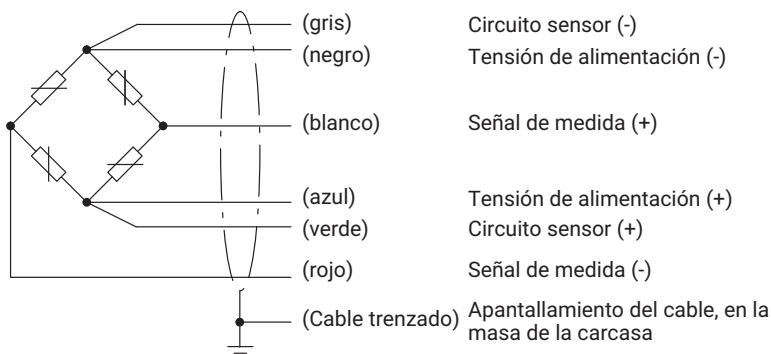 (gris) Circuito sensor (-)
(negro) Tensión de alimentación (-)
(blanco) Señal de medida (+)
(azul) Tensión de alimentación (+)
(verde) Circuito sensor (+)
(rojo) Señal de medida (-)
(Cable trenzado) Apantallamiento del cable, en la
masa de la carcasa